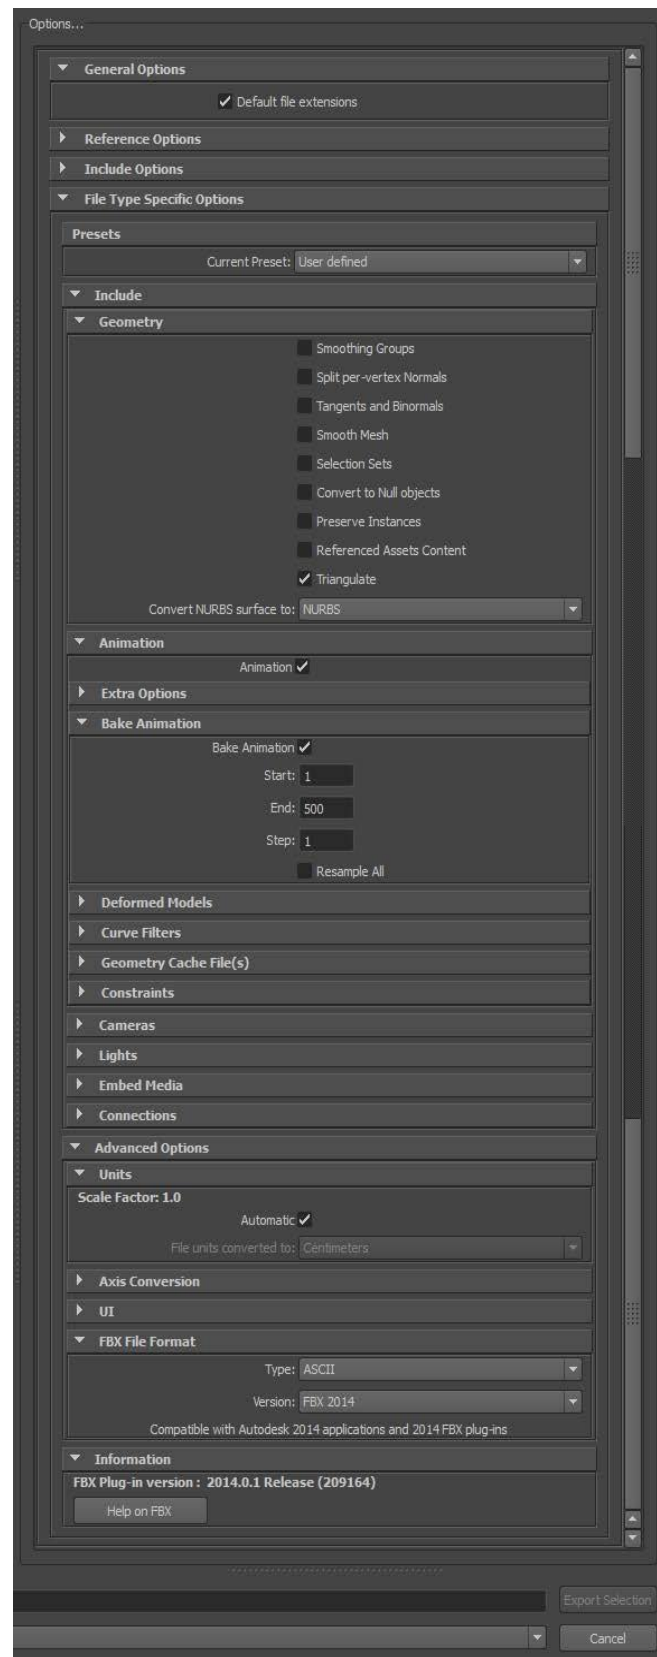 Options...
General Options
Default file extensions
Reference Options
Include Options
File Type Specific Options
Presets
Current Preset: User defined
Include
Geometry
Smoothing Groups
Split per-vertex Normals
Tangents and Binormals
Smooth Mesh
Selection Sets
Convert to Null objects
Preserve Instances
Referenced Assets Content
Triangulate
Convert NURBS surface to: NURBS
Animation
Animation
Extra Options
Bake Animation
Bake Animation
Start: 1
End: 500
Step: 1
Resample All
Deformed Models
Curve Filters
Geometry Cache File(s)
Constraints
Cameras
Lights
Embed Media
Connections
Advanced Options
Units
Scale Factor: 1.0
Automatic
File units converted to: Centimeters
Axis Conversion
UI
FBX File Format
Type: ASCII
Version: FBX 2014
Compatible with Autodesk 2014 applications and 2014 FBX plug-ins
Information
FBX Plug-in version : 2014.0.1 Release (209164)
Help on FBX
Export Selection
Cancel